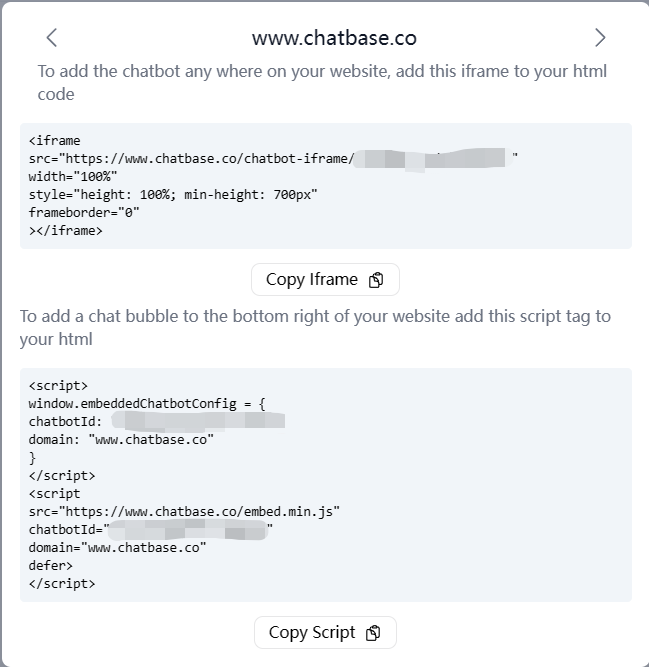 www.chatbase.co
To add the chatbot any where on your website, add this iframe to your html
code
<iframe
src="https://www.chatbase.co/chatbot-iframe/ "
width="100%"
style="height: 100%; min-height: 700px"
frameborder="0"
></iframe>
Copy Iframe
To add a chat bubble to the bottom right of your website add this script tag to
your html
<script>
window.embeddedChatbotConfig = {
chatbotId:
domain: "www.chatbase.co"
}
</script>
<script
src="https://www.chatbase.co/embed.min.js"
chatbotId=" "
domain="www.chatbase.co"
defer>
</script>
Copy Script